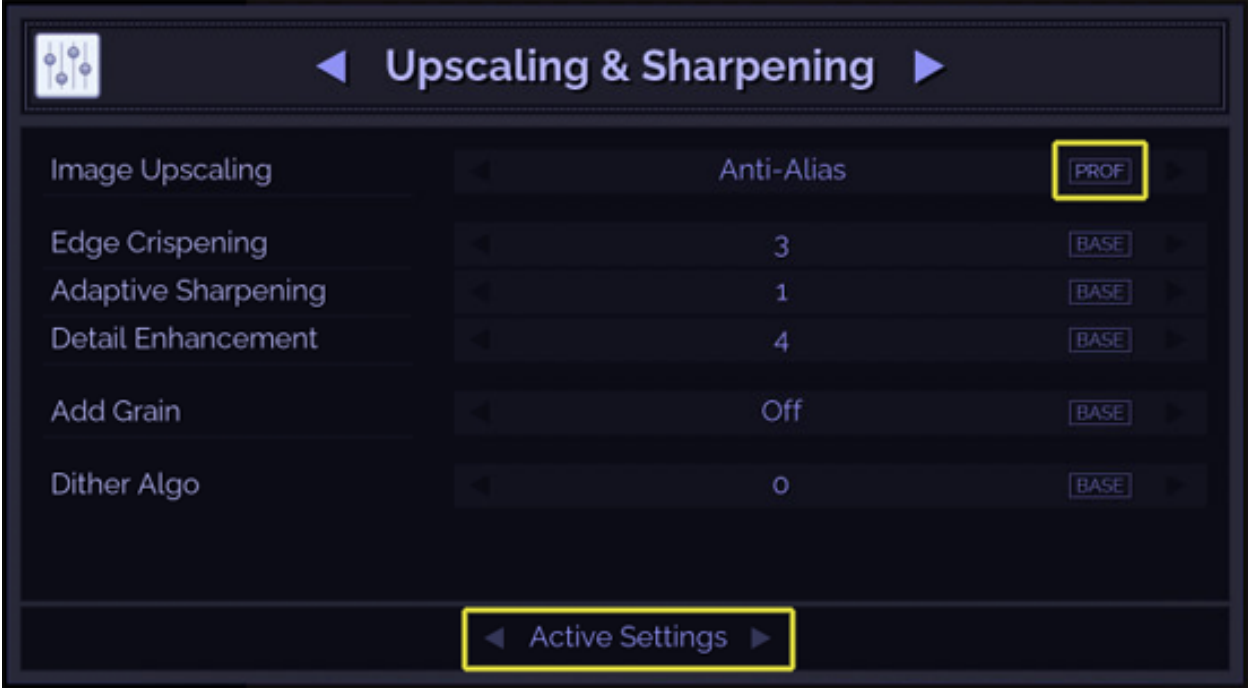 Upscaling & Sharpening
Image Upscaling Anti-Alias PROF
Edge Crispening 3 BASE
Adaptive Sharpening 1 BASE
Detail Enhancement 4 BASE
Add Grain Off BASE
Dither Algo 0 BASE
Active Settings